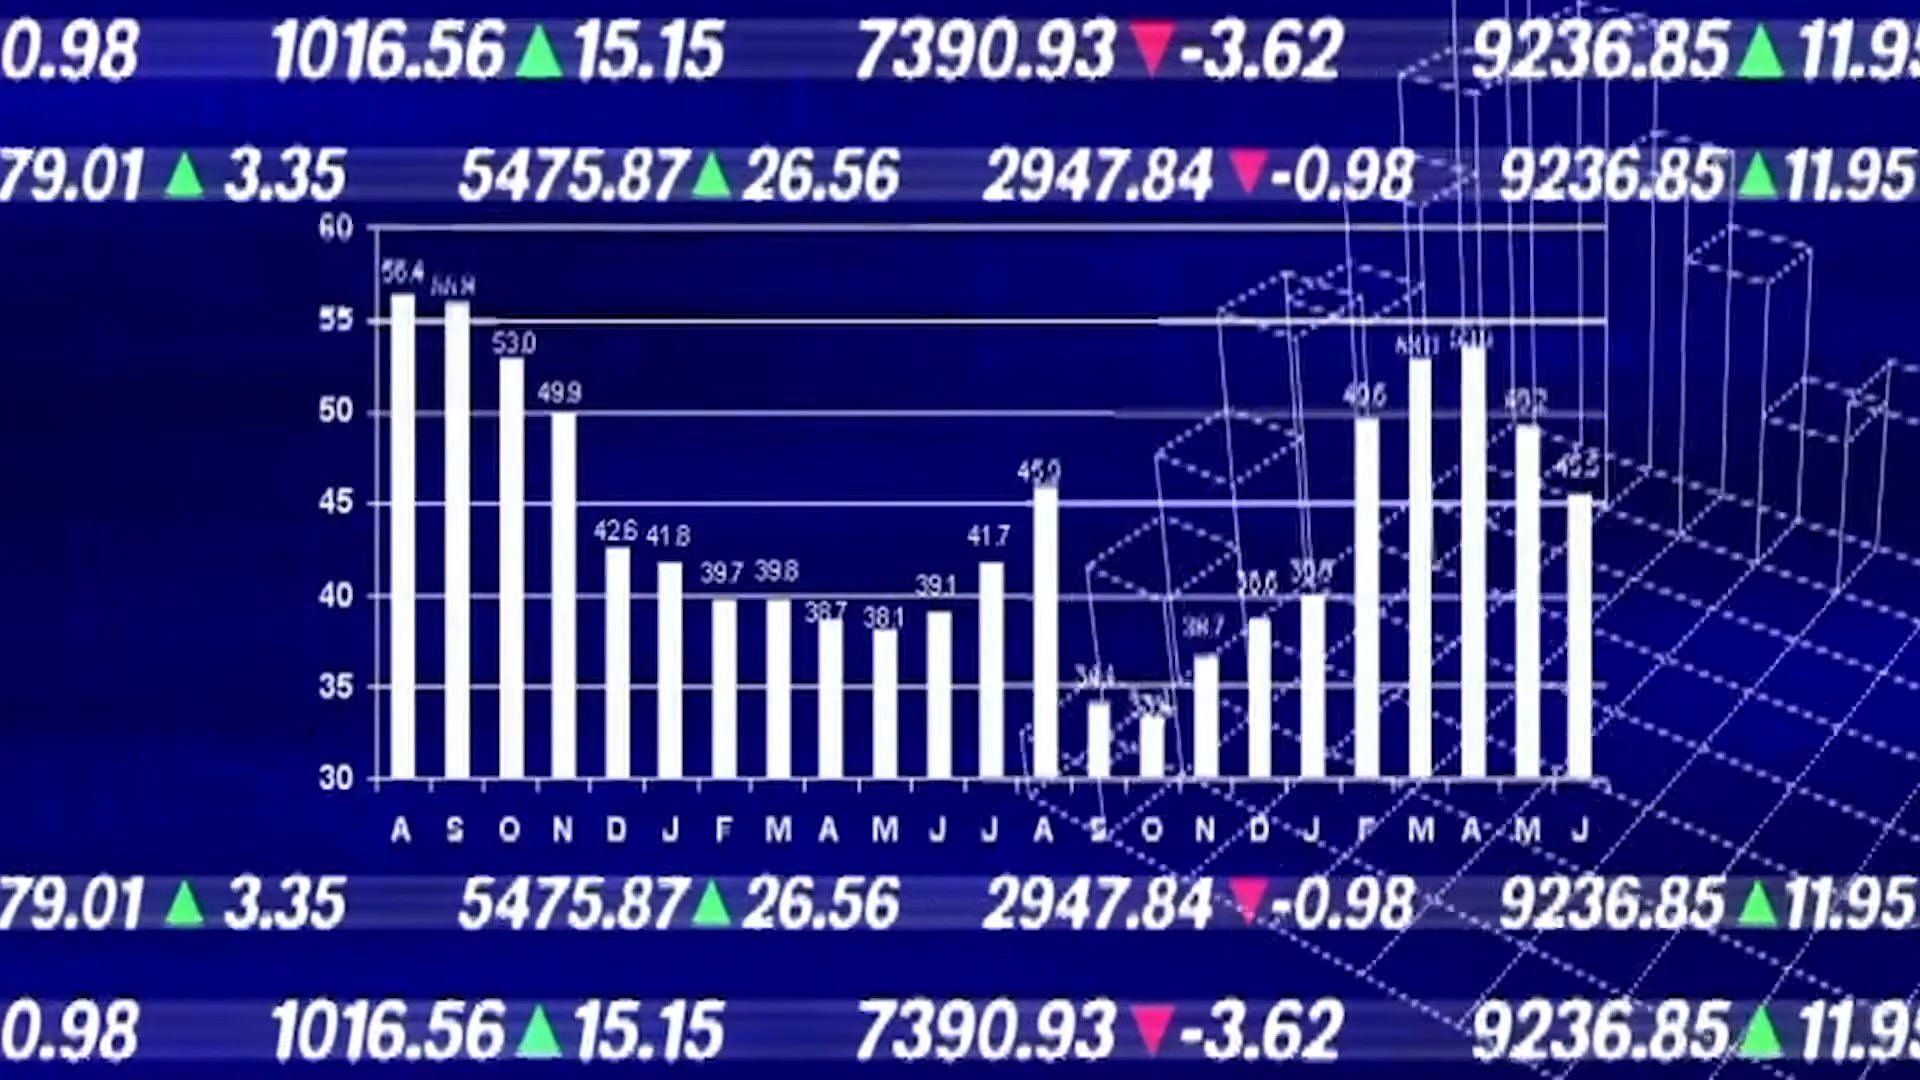 0.98 1016.56 ▲ 15.15 7390.93 ▼ -3.62 9236.85 ▲ 11.95
79.01 ▲ 3.35 5475.87 ▲ 26.56 2947.84 ▼ -0.98 9236.85 ▲ 11.95
60
56.4
55
53.0
50
49.9
45
42.6 41.8 39.7 39.8 38.7 38.1 39.1 41.7
40
35
30
A S O N D J F M A M J J A S O N D J F M A M J
79.01 ▲ 3.35 5475.87 ▲ 26.56 2947.84 ▼ -0.98 9236.85 ▲ 11.95
0.98 1016.56 ▲ 15.15 7390.93 ▼ -3.62 9236.85 ▲ 11.95